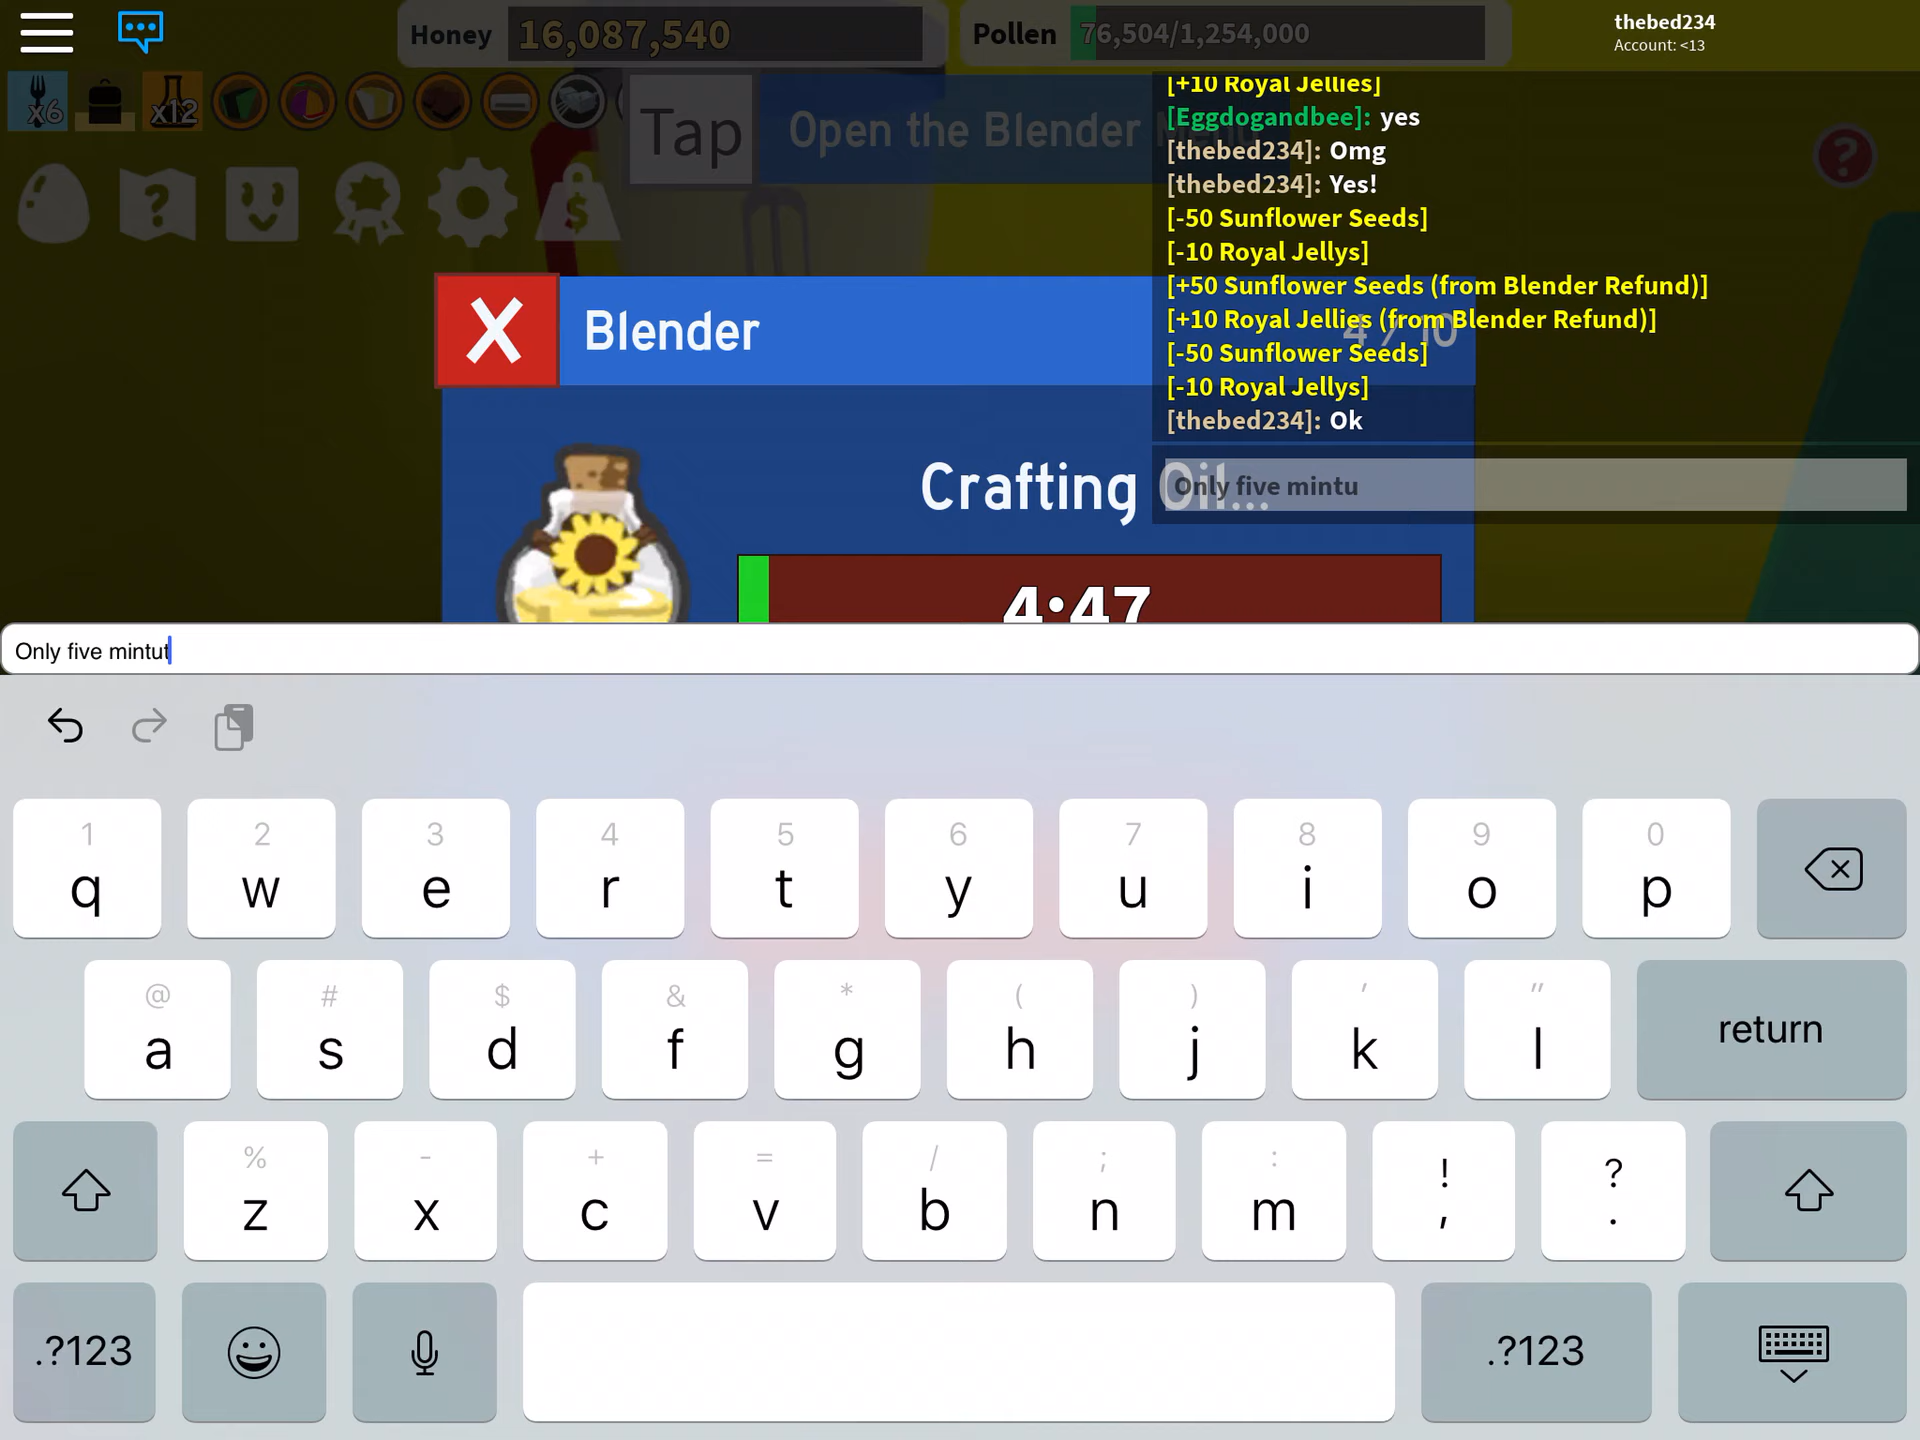 Honey 16,087,540
Pollen 76,504/1,254,000
thebed234
Account: <13
x6
x12
Tap
Open the Blender
[+10 Royal Jellies]
[Eggdogandbee]: yes
[thebed234]: Omg
[thebed234]: Yes!
[-50 Sunflower Seeds]
[-10 Royal Jellys]
[+50 Sunflower Seeds (from Blender Refund)]
[+10 Royal Jellies (from Blender Refund)]
[-50 Sunflower Seeds]
[-10 Royal Jellys]
[thebed234]: Ok
Only five mintu
Blender
4 / 10
Crafting Oil...
4:47
Only five mintut
1 2 3 4 5 6 7 8 9 0
q w e r t y u i o p
@ # $ & * ( ) ' "
a s d f g h j k l return
% - + = / ; : ! ?
z x c v b n m , .
.?123 .?123